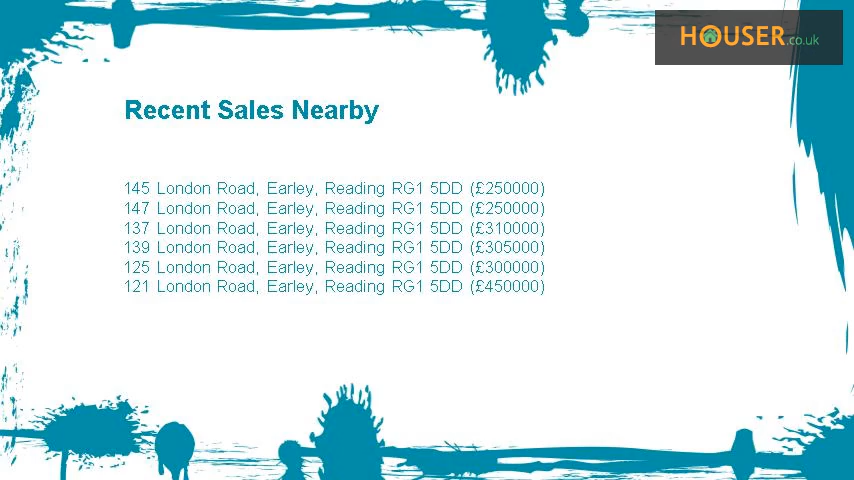 HOUSER.co.uk
Recent Sales Nearby
145 London Road, Earley, Reading RG1 5DD (£250000)
147 London Road, Earley, Reading RG1 5DD (£250000)
137 London Road, Earley, Reading RG1 5DD (£310000)
139 London Road, Earley, Reading RG1 5DD (£305000)
125 London Road, Earley, Reading RG1 5DD (£300000)
121 London Road, Earley, Reading RG1 5DD (£450000)